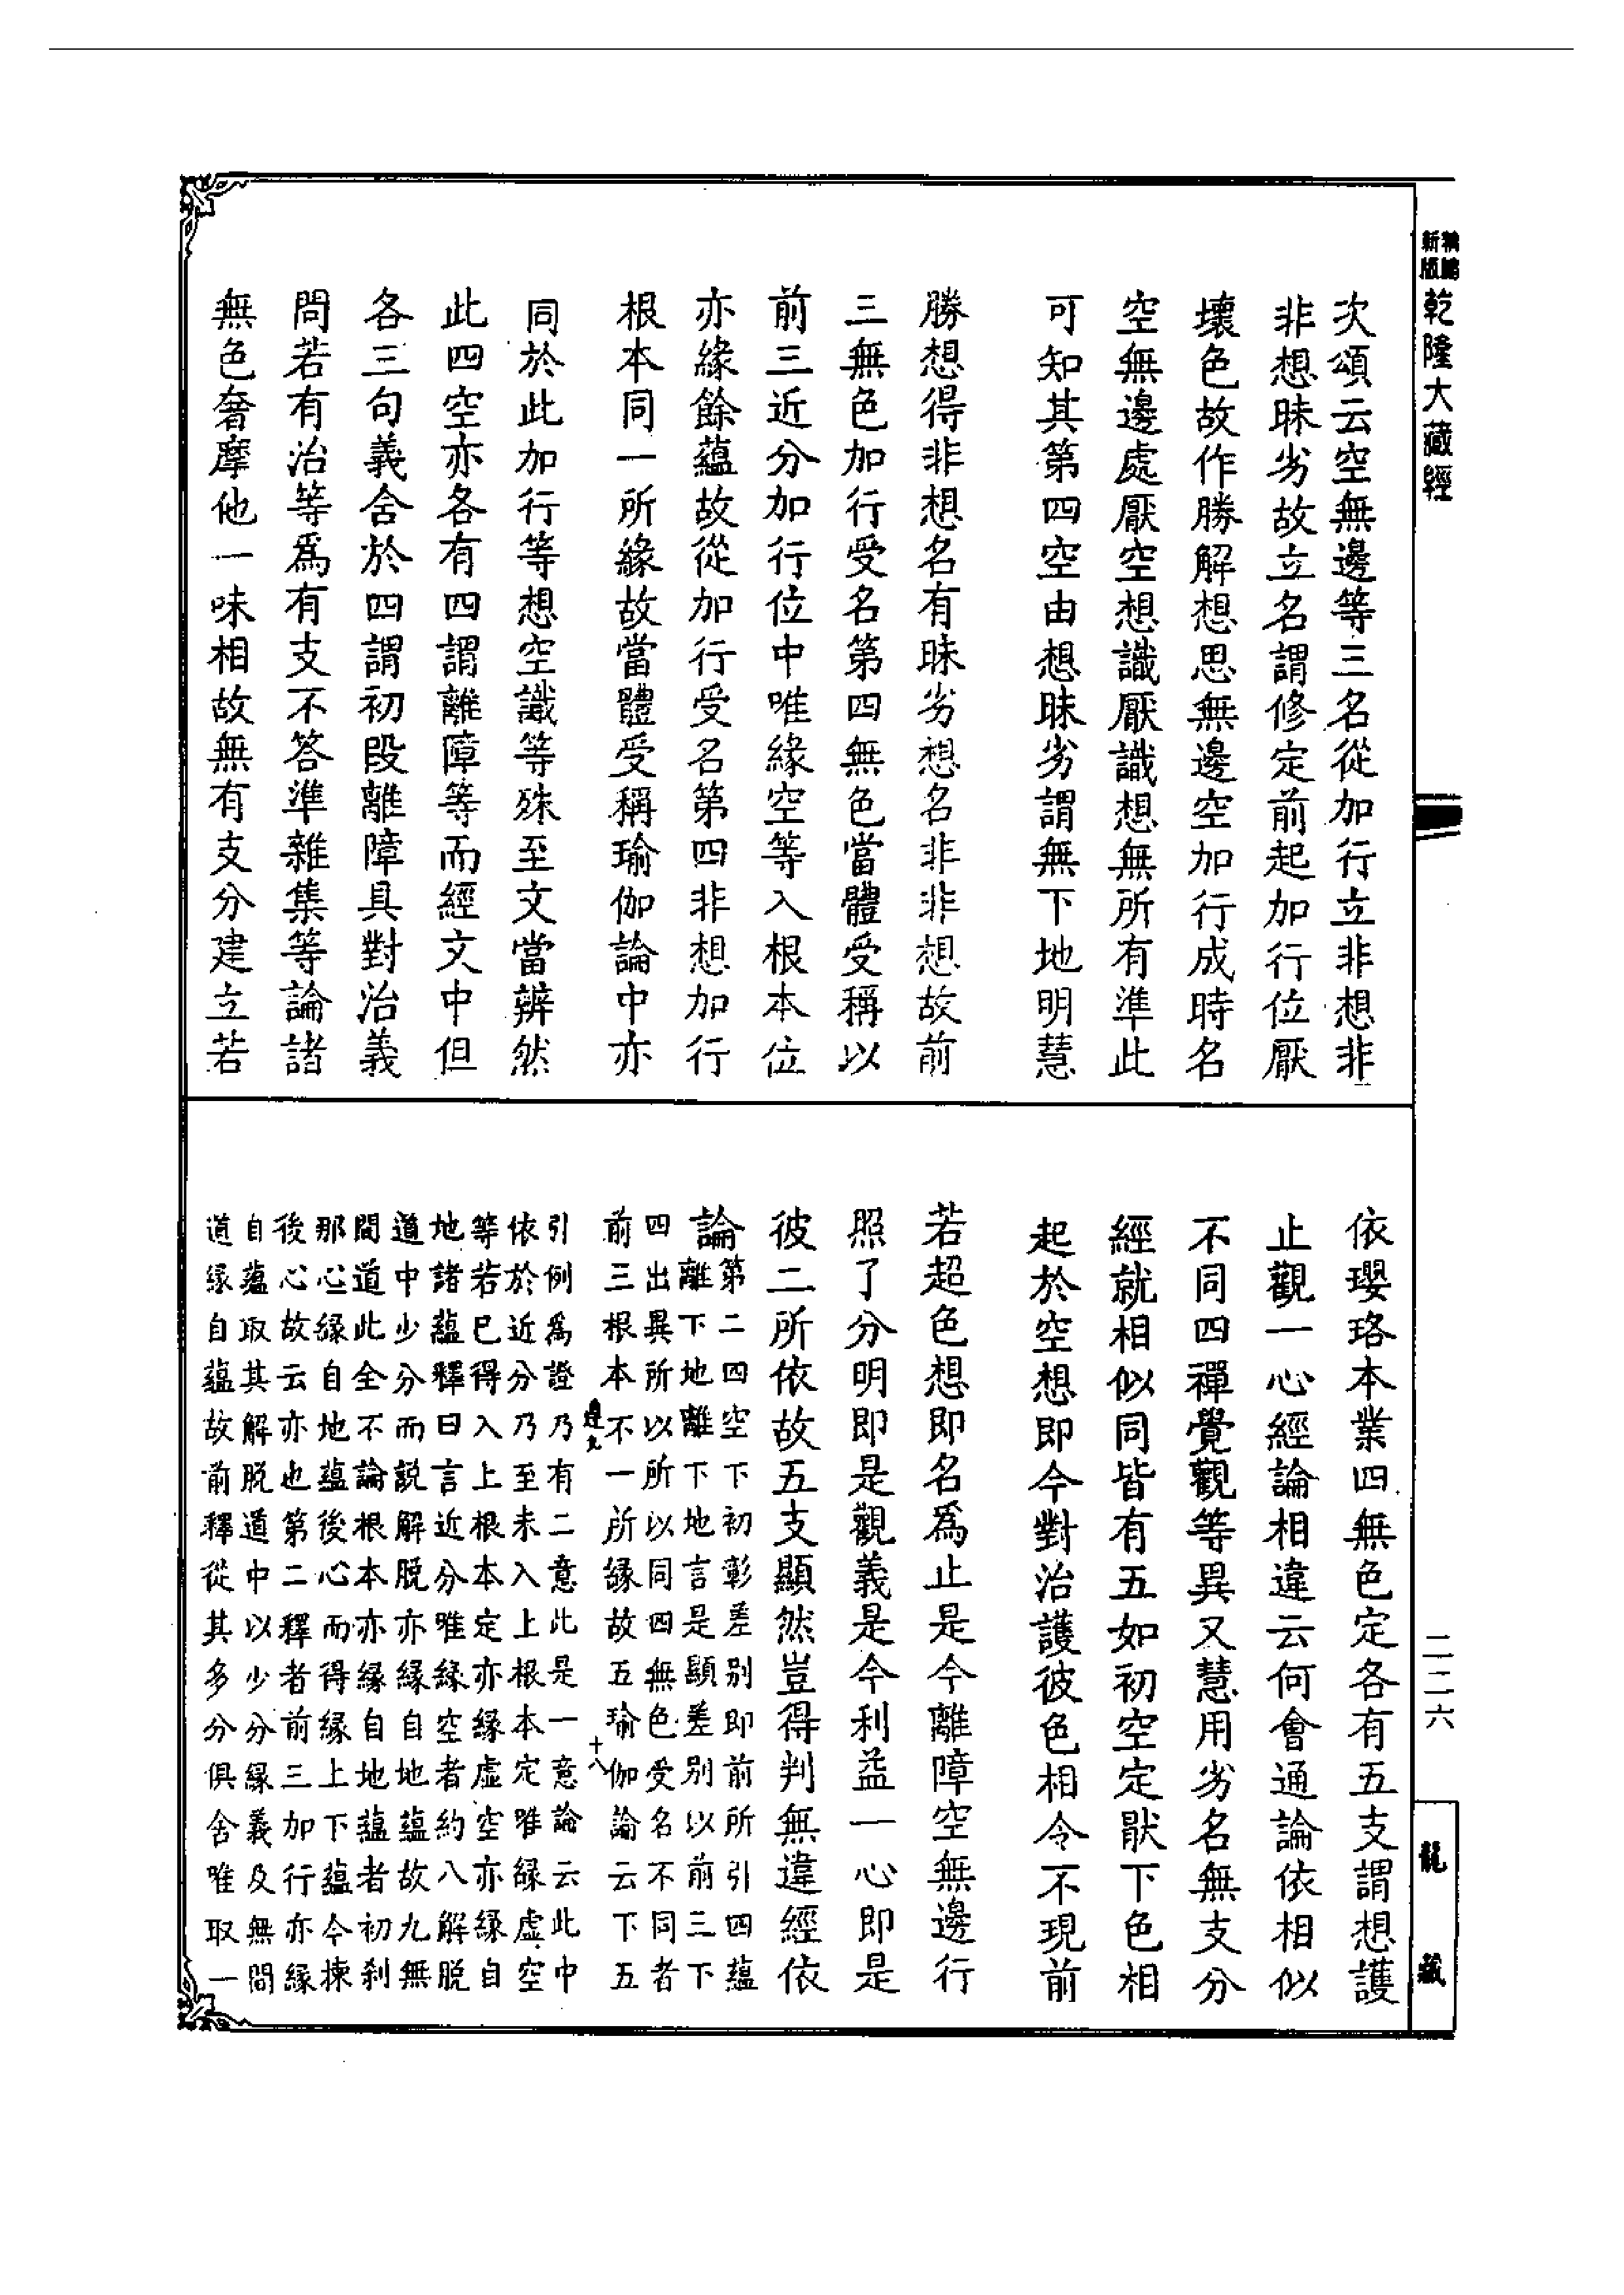 新編縮版
乾隆大藏經
次頌云空無邊等三名從加行立非想非
非想昧劣故立名謂修定前起加行位厭
壞色故作勝解想思無邊空加行成時名
空無邊處厭空想識厭識想無所有準此
可知其第四空由想昧劣謂無下地明慧
勝想得非想名有昧劣想名非非想故前
三無色加行受名第四無色當體受稱以
前三近分加行位中唯緣空等入根本位
亦緣餘蘊故從加行受名第四非想加行
根本同一所緣故當體受稱瑜伽論中亦
同於此加行等想空識等殊至文當辨然
此四空亦各有四謂離障等而經文中但
各三句義含於四謂初段離障具對治義
問若有治等為有支不答準雜集等論諸
無色奢摩他一味相故無有支分建立若
依瓔珞本業四無色定各有五支謂想護
止觀一心經論相違云何會通論依相似
不同四禪覺觀等異又慧用劣名無支分
經就相似同皆有五如初空定厭下色相
起於空想即今對治護彼色相令不現前
若超色想即名為止是今離障空無邊行
照了分明即是觀義是今利益一心即是
彼二所依故五支顯然豈得判無違經依
論
第二四空下初彰差別即前所引四蘊
離下地離下地言是顯差別以前三下
四出異所以所以同四無色受名不同者
前三根本不一所緣故五瑜伽論云下五
引例為證乃有二意此是一意論云此中
依於近分乃至未入上根本定唯緣虛空
等若已得入上根本定亦緣虛空亦緣自
地諸蘊釋曰言近分唯緣空者約八解脫
道中少分而說解脫亦緣自地蘊故九無
間道此全不論根本亦緣自地蘊者初剎
那心緣自地蘊後心而得緣上下蘊今揀
後心故云亦也第二釋者前三加行亦緣
自蘊取其解脫道中以少分緣義及無間
道緣自蘊故前釋從其多分俱舍唯取一
十八
二二六
龍藏